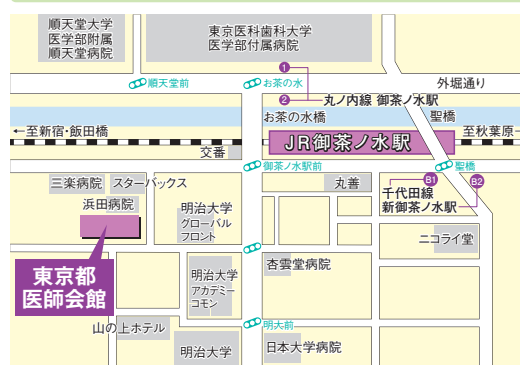 順天堂大学
医学部附属
順天堂病院
東京医科歯科大学
医学部付属病院
順天堂前
お茶の水
1
外堀通り
2
丸ノ内線 御茶ノ水駅
お茶の水橋
聖橋
←至新宿・飯田橋
JR御茶ノ水駅
至秋葉原→
交番
御茶ノ水駅前
聖橋
三楽病院
スターバックス
丸善
B1
B2
千代田線
新御茶ノ水駅
浜田病院
明治大学
グローバル
フロント
ニコライ堂
東京都
医師会館
明治大学
アカデミー
コモン
杏雲堂病院
山の上ホテル
明大前
明治大学
日本大学病院